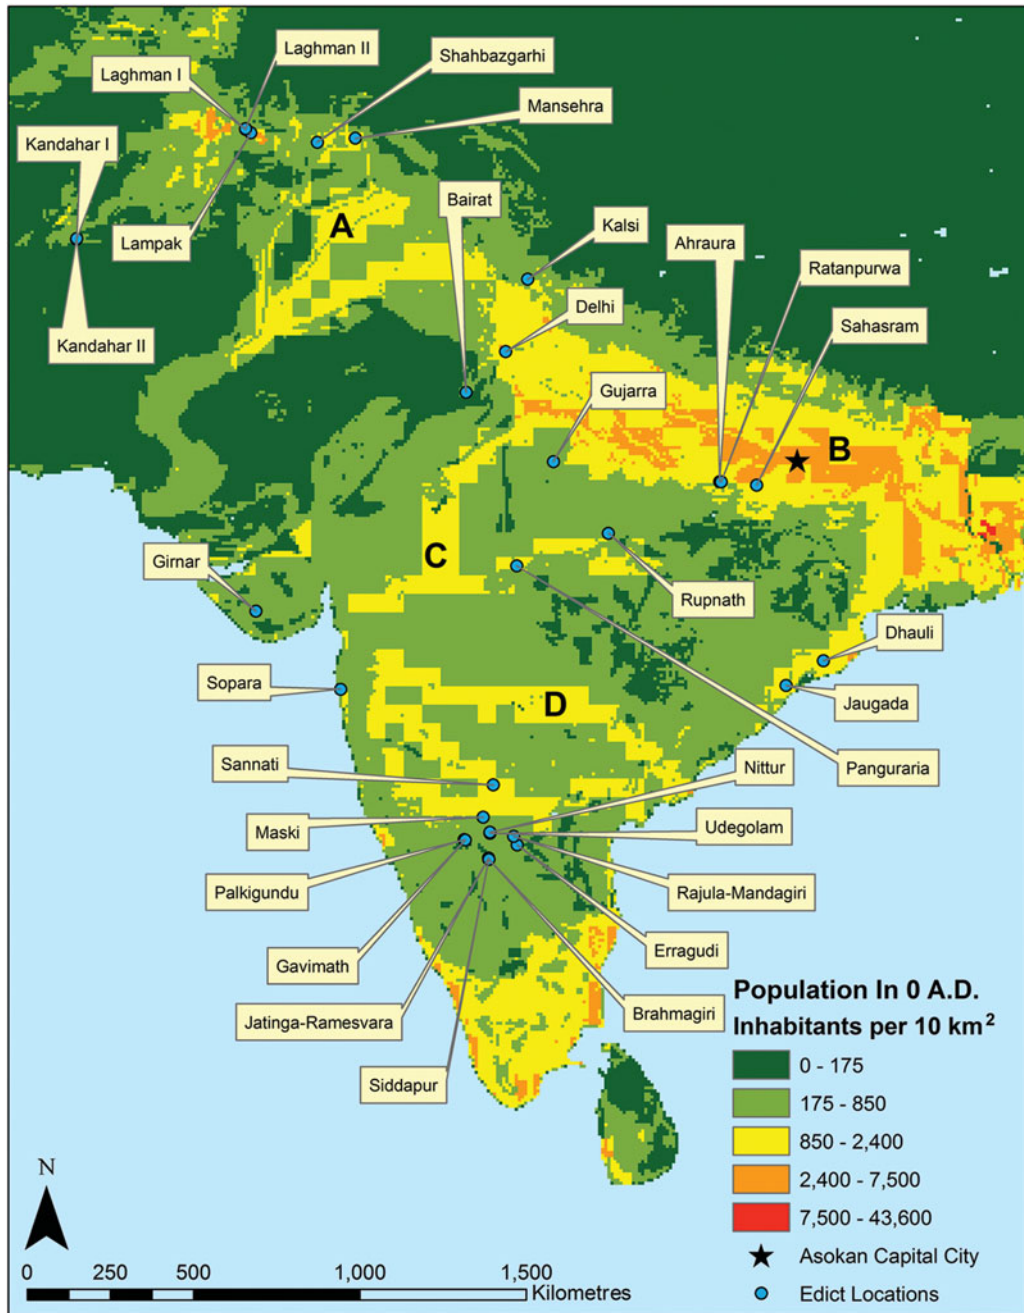 Laghman II
Laghman I
Shahbazgarhi
Mansehra
Kandahar I
Bairat
A
Kalsi
Ahraura
Lampak
Ratanpurwa
Delhi
Sahasram
Kandahar II
Gujarra
B
C
Girnar
Rupnath
Dhauli
Sopara
Jaugada
D
Sannati
Nittur
Panguraria
Maski
Udegolam
Palkigundu
Rajula-Mandagiri
Gavimath
Erragudi
Jatinga-Ramesvara
Brahmagiri
Siddapur
Population In 0 A.D.
Inhabitants per 10 km²
0 - 175
175 - 850
850 - 2,400
2,400 - 7,500
7,500 - 43,600
Asokan Capital City
Edict Locations
N
0 250 500 1,000 1,500
Kilometres